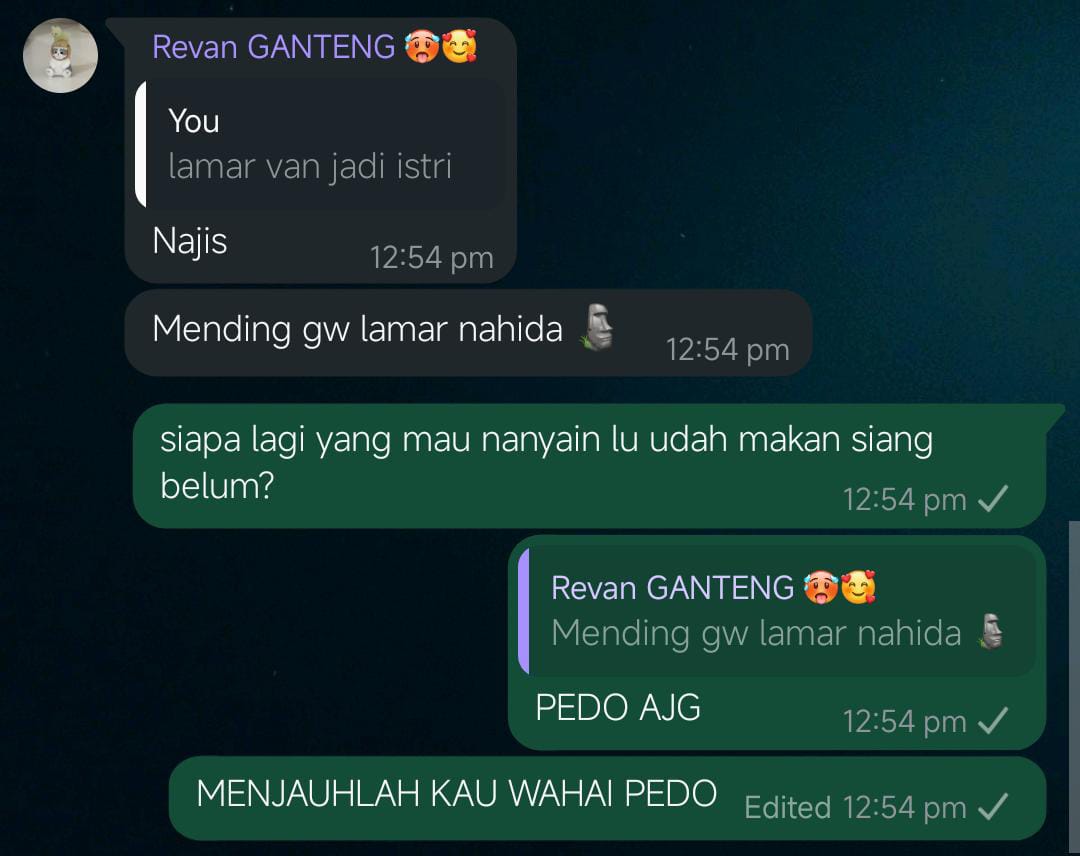 Revan GANTENG 🥵🥰
You
lamar van jadi istri
Najis
12:54 pm
Mending gw lamar nahida 🗿
12:54 pm
siapa lagi yang mau nanyain lu udah makan siang
belum?
12:54 pm
Revan GANTENG 🥵🥰
Mending gw lamar nahida 🗿
PEDO AJG
12:54 pm
MENJAUHLAH KAU WAHAI PEDO
Edited 12:54 pm